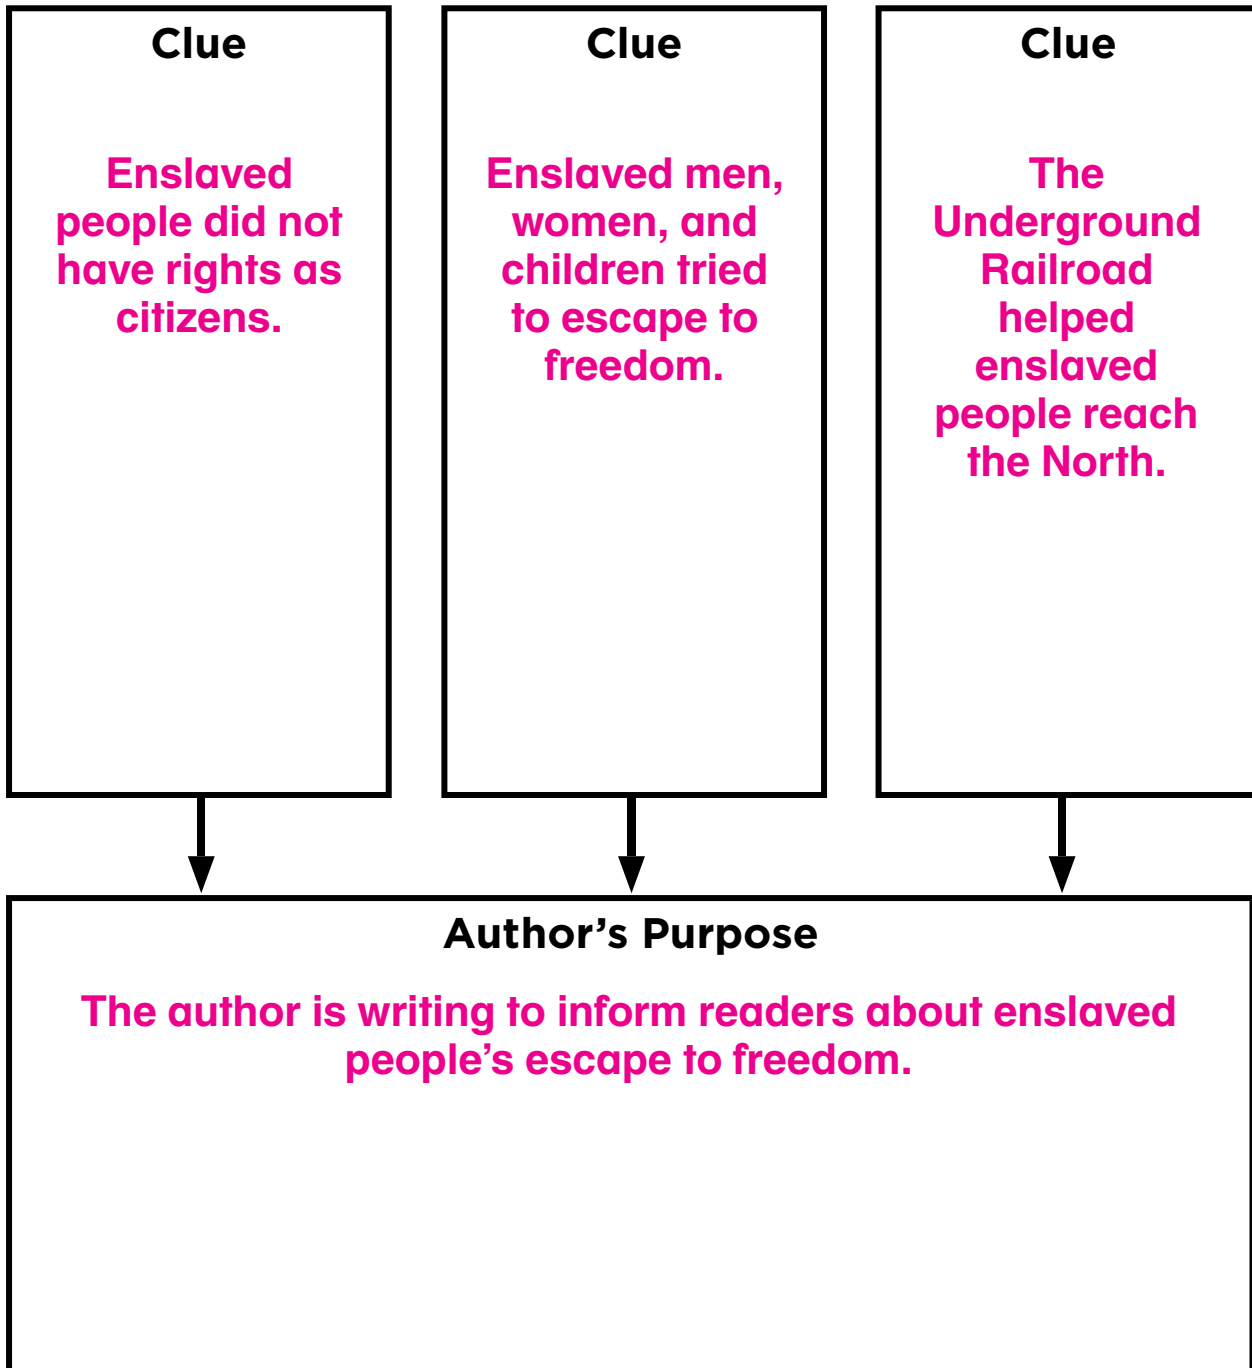 Clue
Enslaved
people did not
have rights as
citizens.
Clue
Enslaved men,
women, and
children tried
to escape to
freedom.
Clue
The
Underground
Railroad
helped
enslaved
people reach
the North.
Author’s Purpose
The author is writing to inform readers about enslaved
people’s escape to freedom.